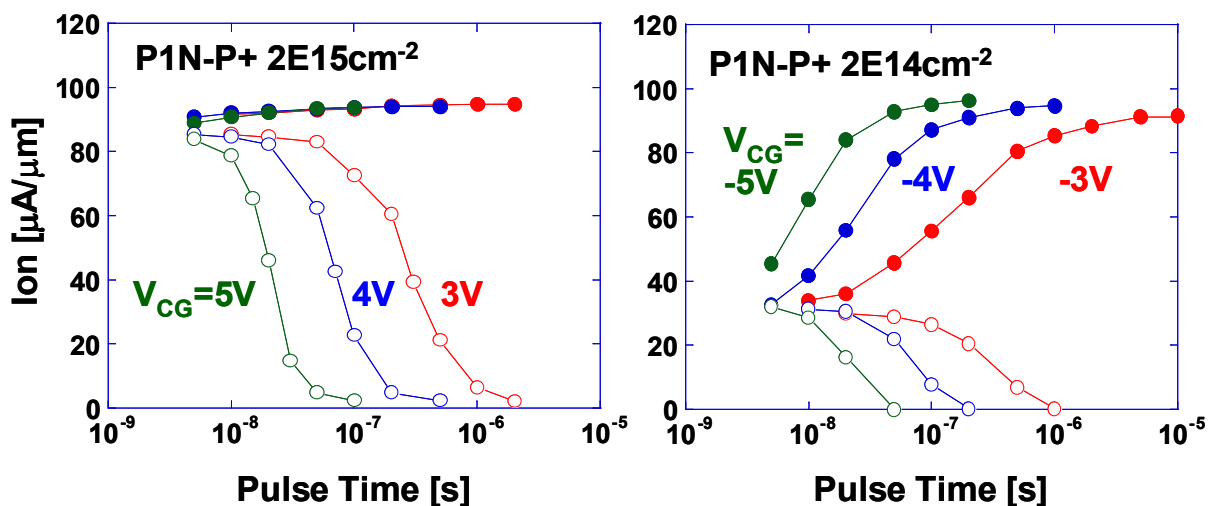 P1N-P+ 2E15cm-2
Ion [μA/μm]
120
100
80
60
40
20
0
VCG=5V
4V
3V
10-9
10-8
10-7
10-6
10-5
Pulse Time [s]
P1N-P+ 2E14cm-2
120
100
80
60
40
20
0
VCG=
-5V
-4V
-3V
10-9
10-8
10-7
10-6
10-5
Pulse Time [s]